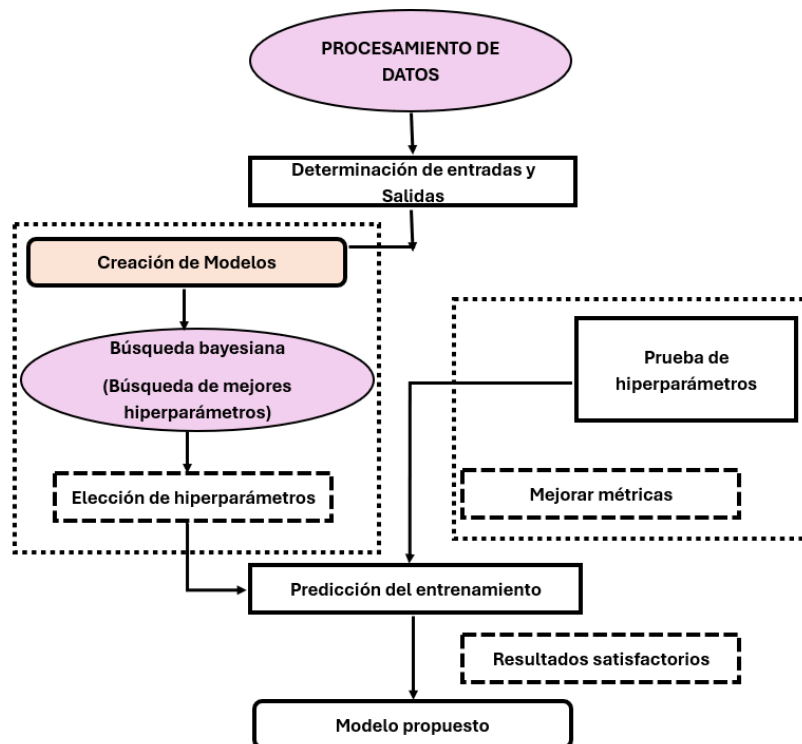 PROCESAMIENTO DE
DATOS
Determinación de entradas y
Salidas
Creación de Modelos
Búsqueda bayesiana
(Búsqueda de mejores
hiperparámetros)
Elección de hiperparámetros
Prueba de
hiperparámetros
Mejorar métricas
Predicción del entrenamiento
Resultados satisfactorios
Modelo propuesto